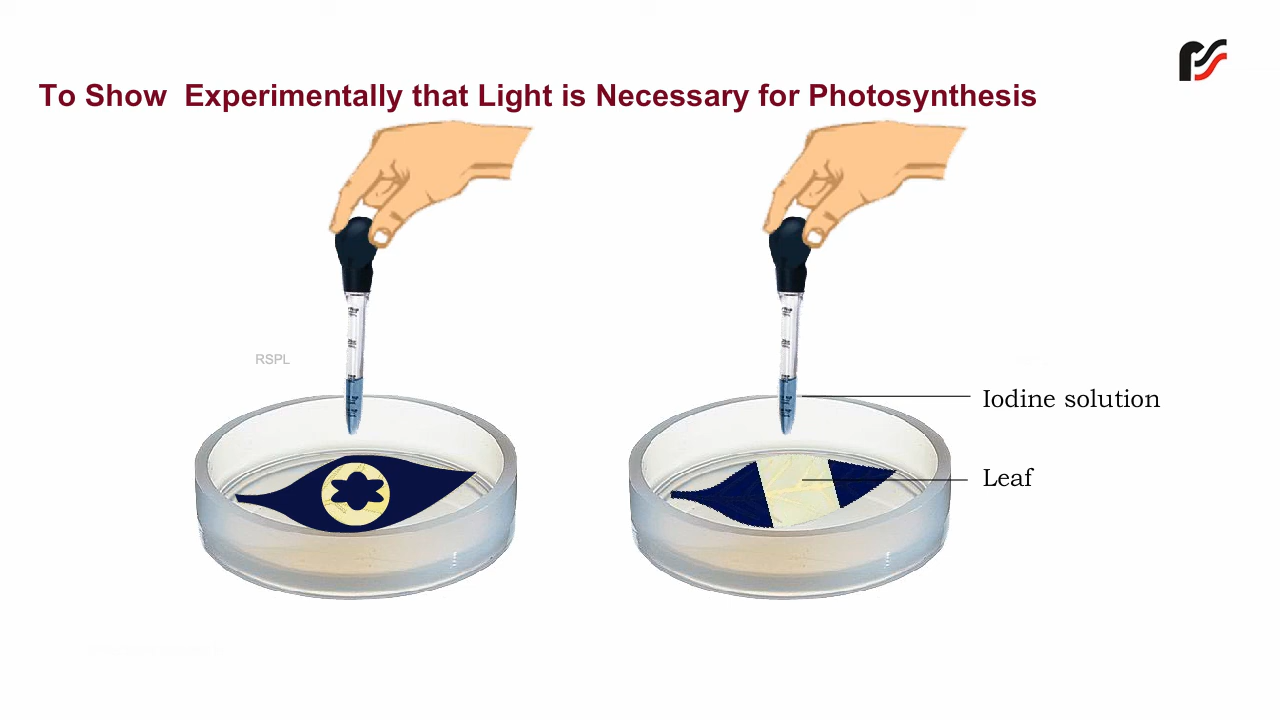 To Show Experimentally that Light is Necessary for Photosynthesis
RSPL
Iodine solution
Leaf